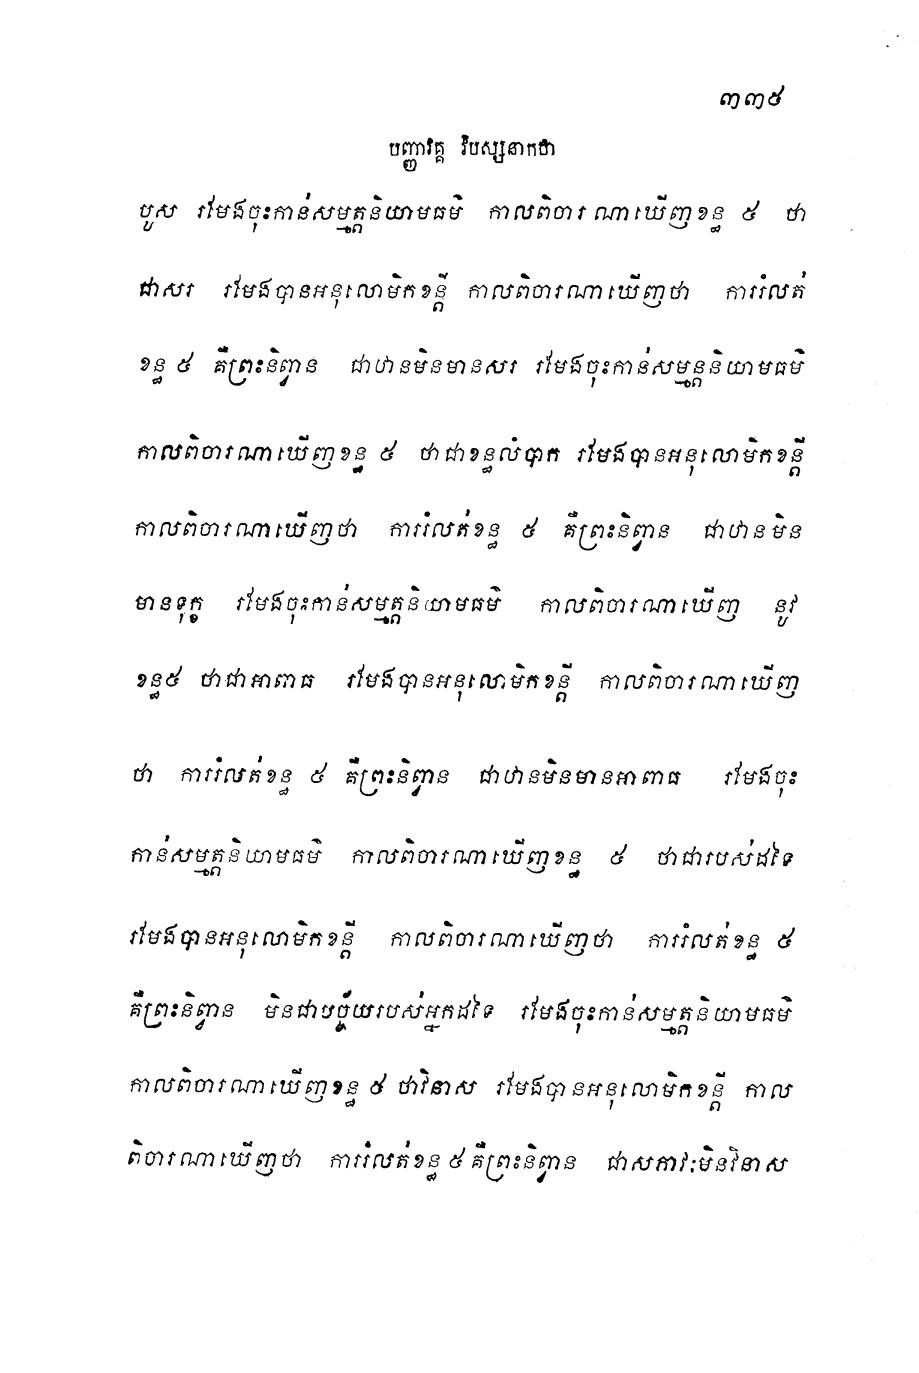 ៣៣៥
បញ្ញាវគ្គ វិបស្សនាកថា
បួស រមែងចុះកាន់សម្មត្តនិយាមធម៌ កាលពិចារណាឃើញខន្ធ ៥ ថា
ជាសរ រមែងបានអនុលោមិកខន្តី កាលពិចារណាឃើញថា ការរំលត់
ខន្ធ ៥ គឺព្រះនិព្វាន ជាឋានមិនមានសរ រមែងចុះកាន់សម្មត្តនិយាមធម៌
កាលពិចារណាឃើញខន្ធ ៥ ថាជាខន្ធលំបាក រមែងបានអនុលោមិកខន្តី
កាលពិចារណាឃើញថា ការរំលត់ខន្ធ ៥ គឺព្រះនិព្វាន ជាឋានមិន
មានទុក្ខ រមែងចុះកាន់សម្មត្តនិយាមធម៌ កាលពិចារណាឃើញ នូវ
ខន្ធ៥ ថាជាអាពាធ រមែងបានអនុលោមិកខន្តី កាលពិចារណាឃើញ
ថា ការរំលត់ខន្ធ ៥ គឺព្រះនិព្វាន ជាឋានមិនមានអាពាធ រមែងចុះ
កាន់សម្មត្តនិយាមធម៌ កាលពិចារណាឃើញខន្ធ ៥ ថាជារបស់ដទៃ
រមែងបានអនុលោមិកខន្តី កាលពិចារណាឃើញថា ការរំលត់ខន្ធ ៥
គឺព្រះនិព្វាន មិនជាបច្ច័យរបស់អ្នកដទៃ រមែងចុះកាន់សម្មត្តនិយាមធម៌
កាលពិចារណាឃើញខន្ធ ៥ ថាវិនាស រមែងបានអនុលោមិកខន្តី កាល
ពិចារណាឃើញថា ការរំលត់ខន្ធ ៥ គឺព្រះនិព្វាន ជាសភាវៈមិនវិនាស